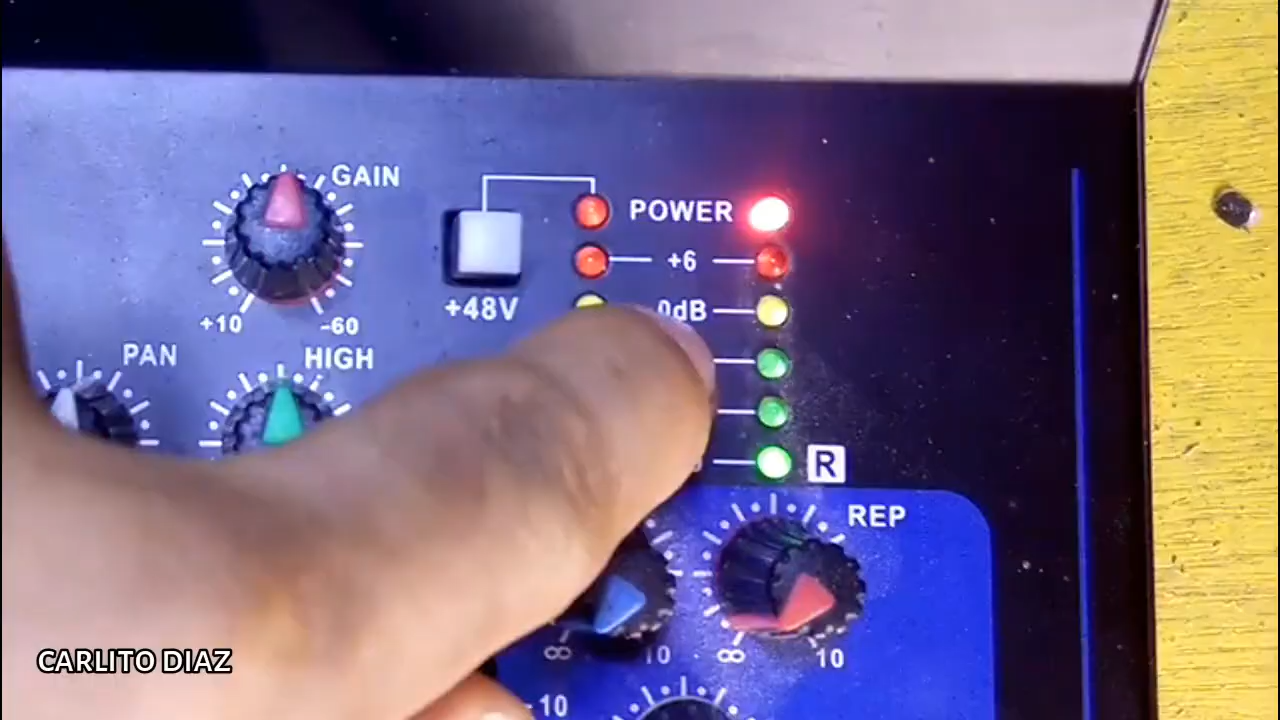 GAIN
POWER
+6
+48V
0dB
+10
-60
PAN
HIGH
R
REP
∞
10
∞
10
-10
CARLITO DIAZ